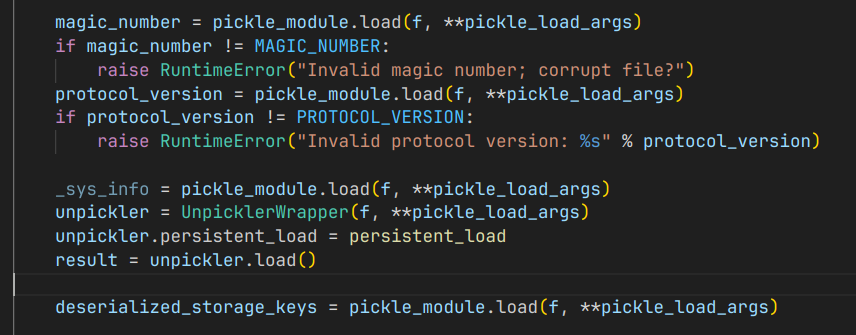 magic_number = pickle_module.load(f, **pickle_load_args)
if magic_number != MAGIC_NUMBER:
    raise RuntimeError("Invalid magic number; corrupt file?")
protocol_version = pickle_module.load(f, **pickle_load_args)
if protocol_version != PROTOCOL_VERSION:
    raise RuntimeError("Invalid protocol version: %s" % protocol_version)

_sys_info = pickle_module.load(f, **pickle_load_args)
unpickler = UnpicklerWrapper(f, **pickle_load_args)
unpickler.persistent_load = persistent_load
result = unpickler.load()

deserialized_storage_keys = pickle_module.load(f, **pickle_load_args)